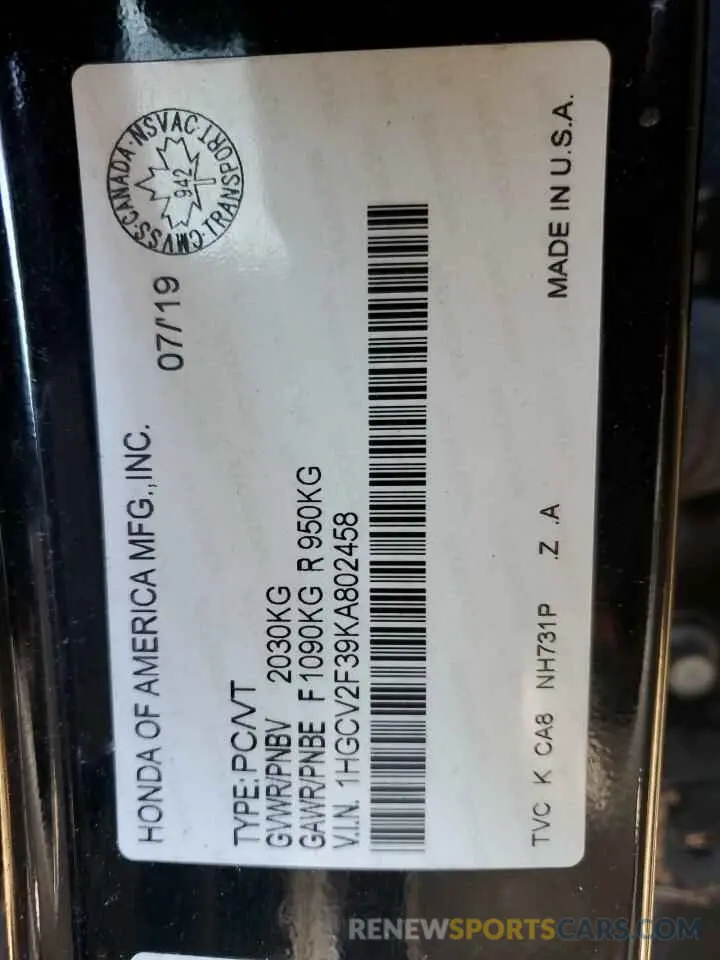 CMVSS·CANADA·NSVAC·TRANSPORT·
942
07/'19
HONDA OF AMERICA MFG.,INC.
TYPE:PC/VT
GVWR/PNBV 2030KG
GAWR/PNBE F 1090KG R 950KG
V.I.N. 1HGCV2F39KA802458
TVC K CA8 NH731P .Z .A
MADE IN U.S.A.
RENEWSPORTSCARS.COM